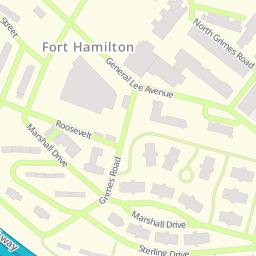 Street
North Grimes Road
Fort Hamilton
General Lee Avenue
Roosevelt
Marshall Drive
Grimes Road
Marshall Drive
Sterling Drive